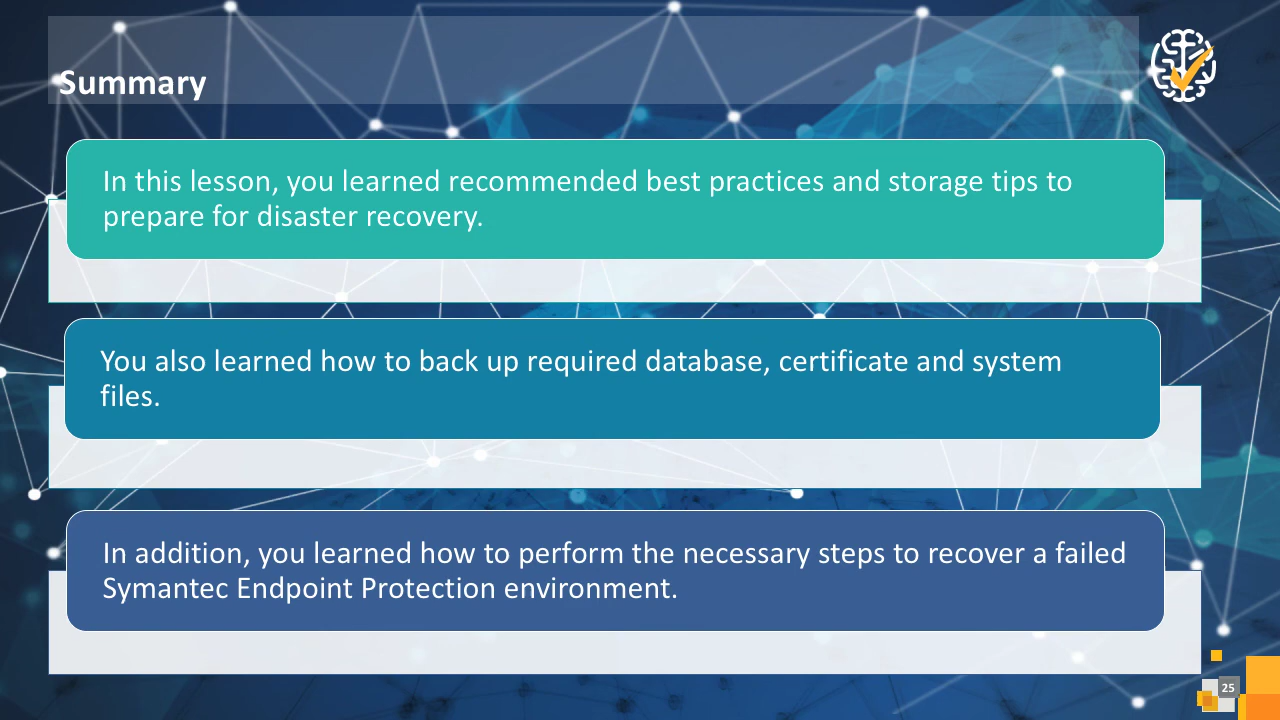 Summary
In this lesson, you learned recommended best practices and storage tips to
prepare for disaster recovery.
You also learned how to back up required database, certificate and system
files.
In addition, you learned how to perform the necessary steps to recover a failed
Symantec Endpoint Protection environment.
25